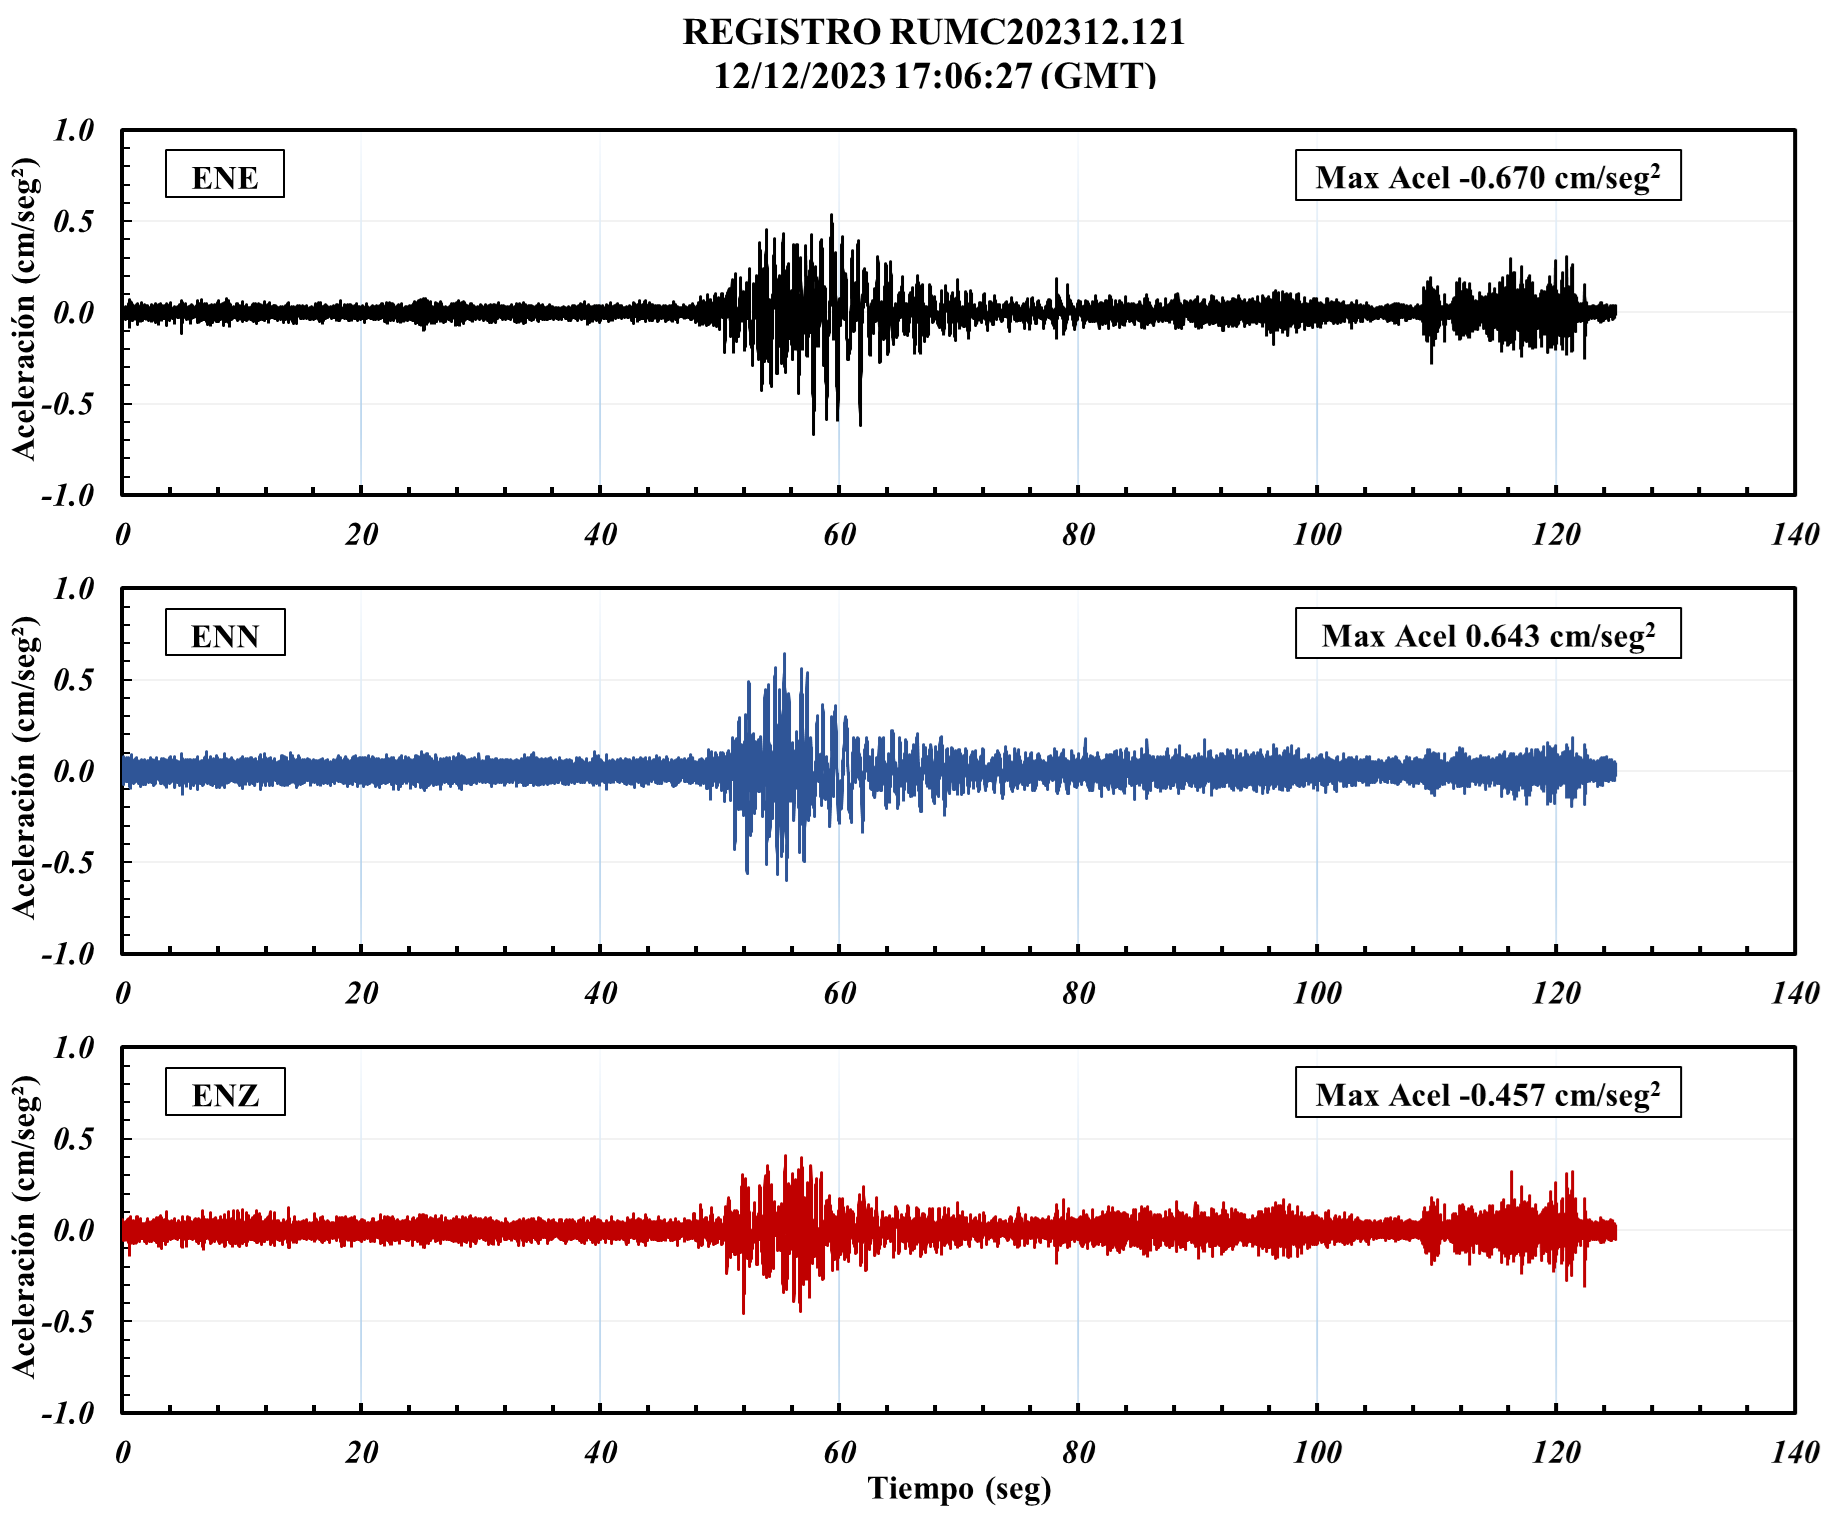 REGISTRO RUMC202312.121
12/12/2023 17:06:27 (GMT)
Aceleración (cm/seg²)
1.0
0.5
0.0
-0.5
-1.0
ENE
Max Acel -0.670 cm/seg²
0 20 40 60 80 100 120 140
Aceleración (cm/seg²)
1.0
0.5
0.0
-0.5
-1.0
ENN
Max Acel 0.643 cm/seg²
0 20 40 60 80 100 120 140
Aceleración (cm/seg²)
1.0
0.5
0.0
-0.5
-1.0
ENZ
Max Acel -0.457 cm/seg²
0 20 40 60 80 100 120 140
Tiempo (seg)